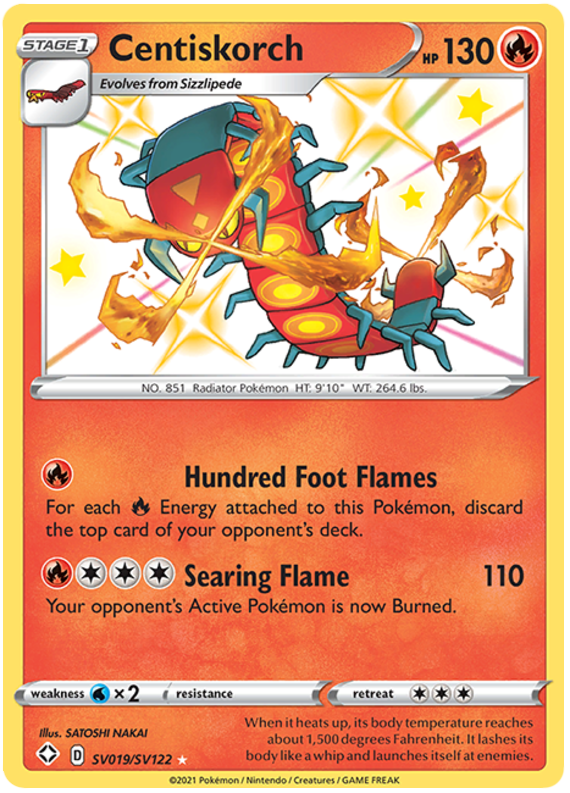 STAGE 1
Centiskorch
HP 130
Evolves from Sizzlipede
NO. 851 Radiator Pokémon HT: 9'10" WT: 264.6 lbs.
Hundred Foot Flames
For each Energy attached to this Pokémon, discard
the top card of your opponent's deck.
Searing Flame 110
Your opponent's Active Pokémon is now Burned.
weakness ×2 resistance retreat
Illus. SATOSHI NAKAI
D SV019/SV122
When it heats up, its body temperature reaches
about 1,500 degrees Fahrenheit. It lashes its
body like a whip and launches itself at enemies.
©2021 Pokémon / Nintendo / Creatures / GAME FREAK